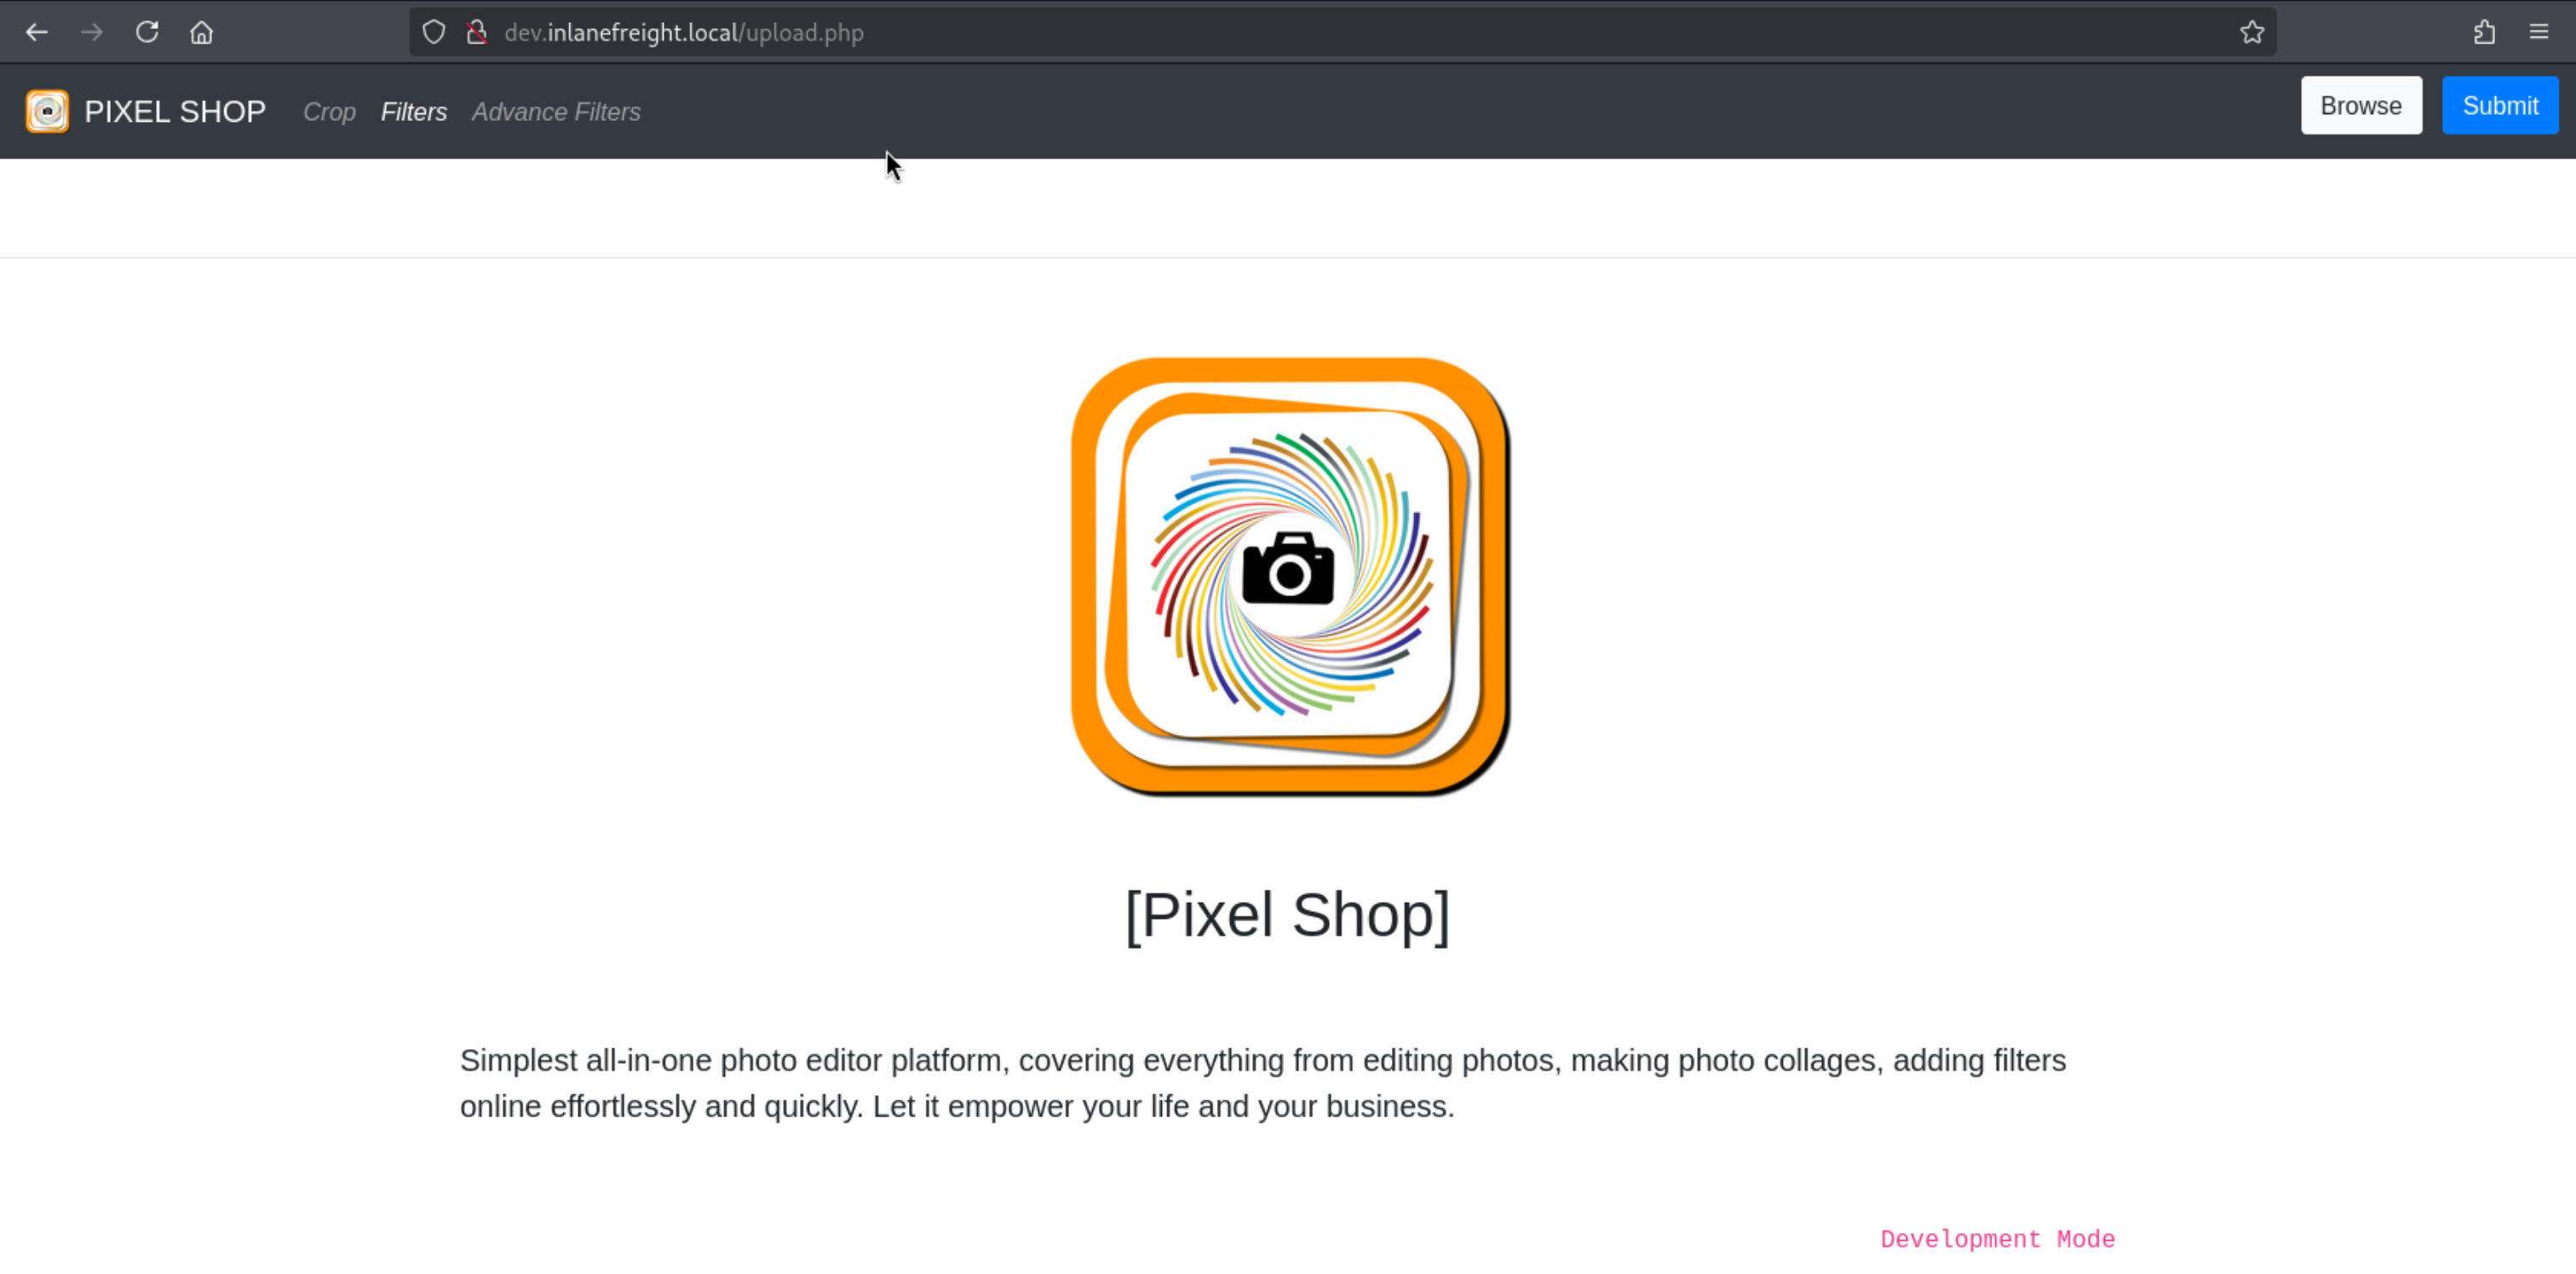 dev.inlanefreight.local/upload.php
PIXEL SHOP Crop Filters Advance Filters Browse Submit
[Pixel Shop]
Simplest all-in-one photo editor platform, covering everything from editing photos, making photo collages, adding filters
online effortlessly and quickly. Let it empower your life and your business.
Development Mode